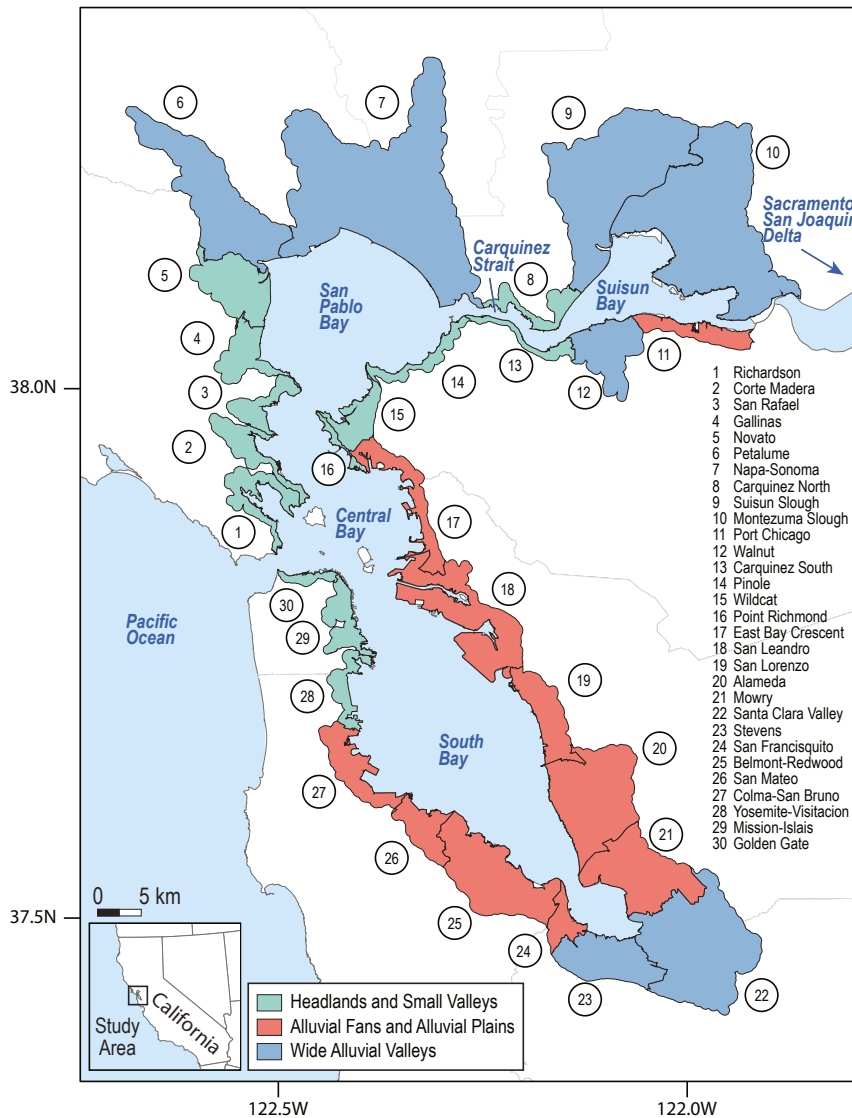 6
7
9
10
Sacramento
San Joaquin
Delta
Carquinez
Strait
5
8
San
Pablo
Bay
Suisun
Bay
4
11
38.0N
3
13
14
12
15
2
16
1 Richardson
2 Corte Madera
3 San Rafael
4 Gallinas
5 Novato
6 Petalume
7 Napa-Sonoma
8 Carquinez North
9 Suisun Slough
10 Montezuma Slough
11 Port Chicago
12 Walnut
13 Carquinez South
14 Pinole
15 Wildcat
16 Point Richmond
17 East Bay Crescent
18 San Leandro
19 San Lorenzo
20 Alameda
21 Mowry
22 Santa Clara Valley
23 Stevens
24 San Francisquito
25 Belmont-Redwood
26 San Mateo
27 Colma-San Bruno
28 Yosemite-Visitacion
29 Mission-Islais
30 Golden Gate
Central
Bay
17
1
18
30
Pacific
Ocean
29
19
28
South
Bay
20
27
21
26
0 5 km
37.5N
25
24
23
22
California
Study
Area
Headlands and Small Valleys
Alluvial Fans and Alluvial Plains
Wide Alluvial Valleys
122.5W
122.0W